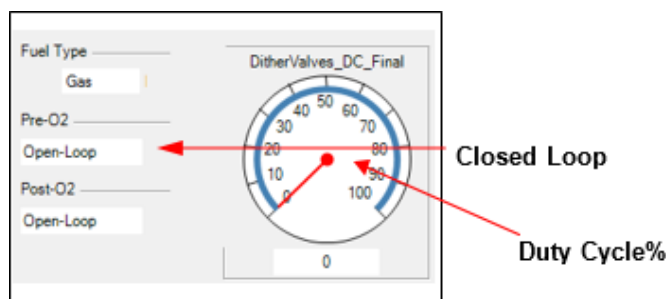 Fuel Type
Gas
Pre-O2
Open-Loop
Post-O2
Open-Loop
DitherValves_DC_Final
0
10
20
30
40
50
60
70
80
90
100
0
Closed Loop
Duty Cycle%